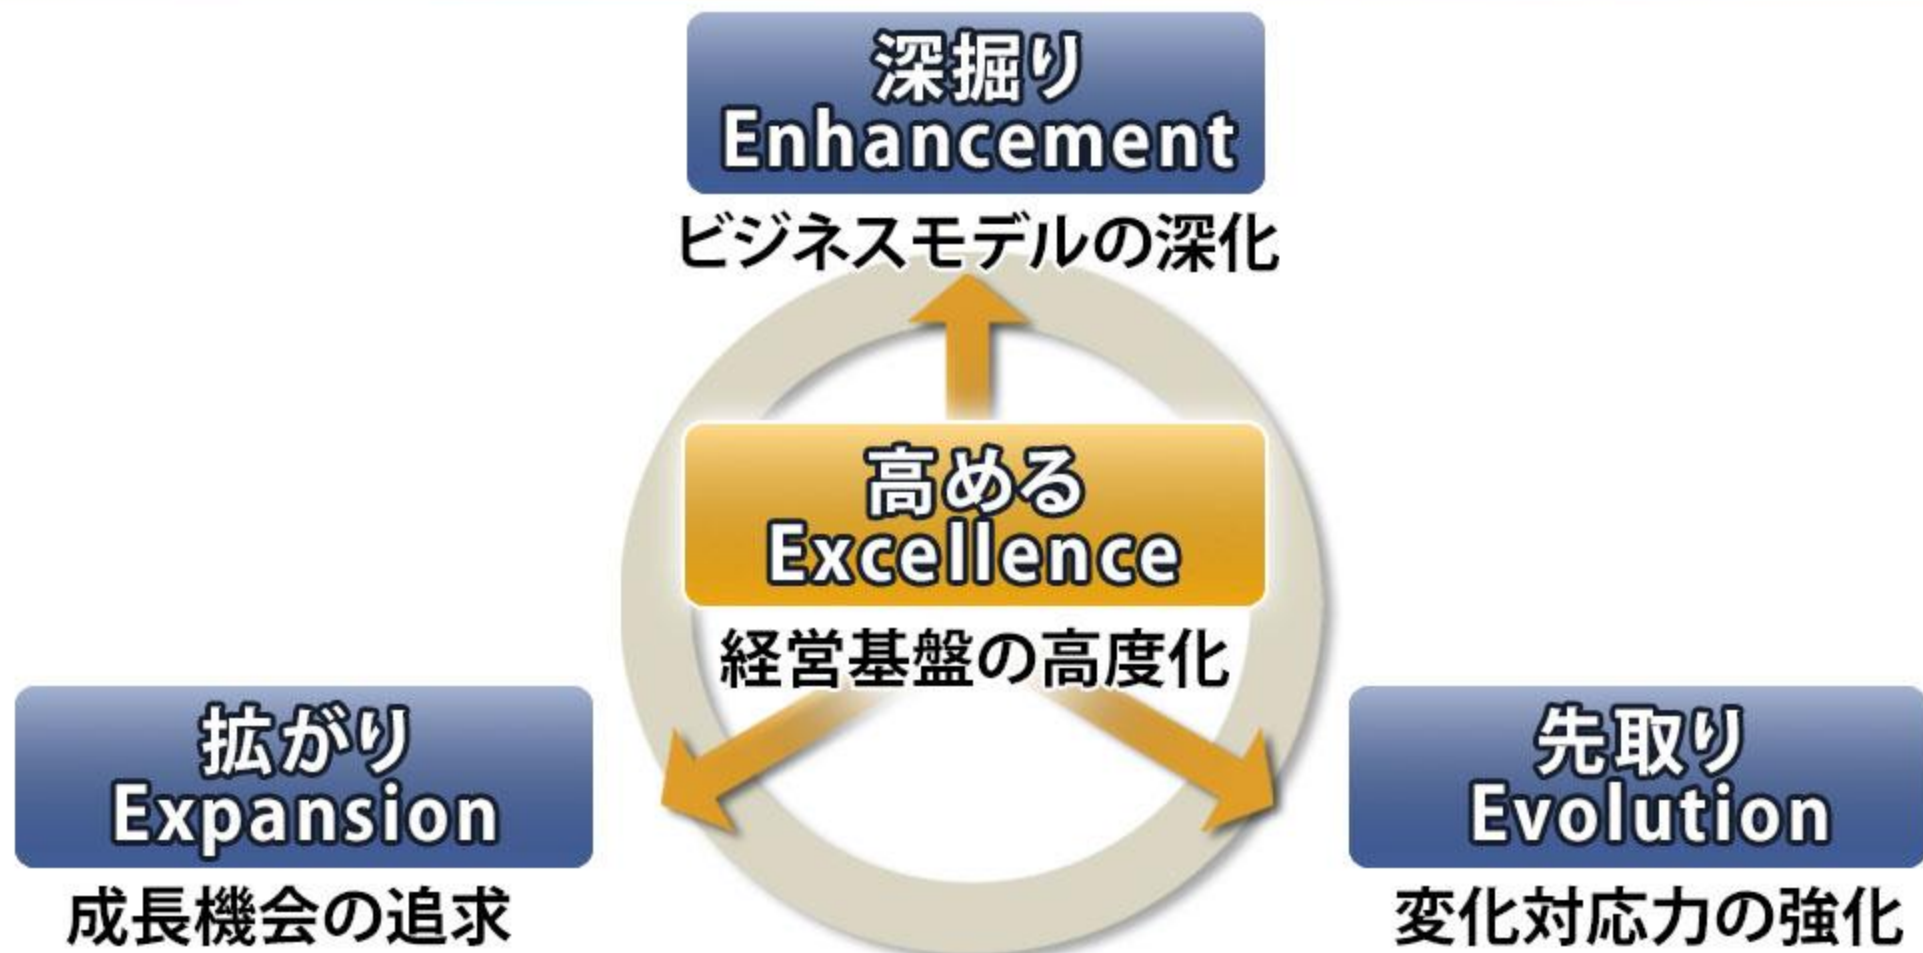 深掘り
Enhancement
ビジネスモデルの深化
高める
Excellence
経営基盤の高度化
拡がり
Expansion
成長機会の追求
先取り
Evolution
変化対応力の強化